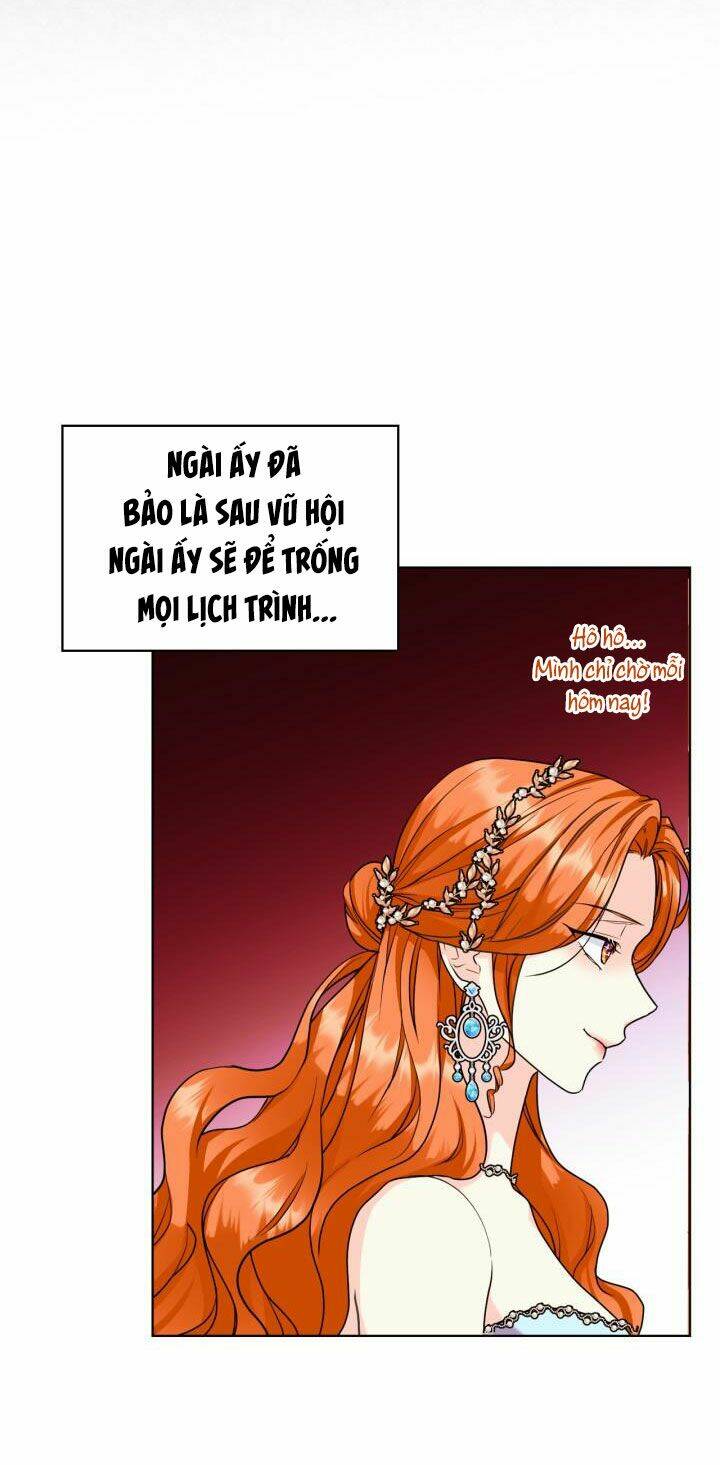 NGÀI ẤY ĐÃ
BẢO LÀ SAU VŨ HỘI
NGÀI ẤY SẼ ĐỂ TRỐNG
MỌI LỊCH TRÌNH...
Hô hô...
Mình chỉ chờ mỗi
hôm nay!